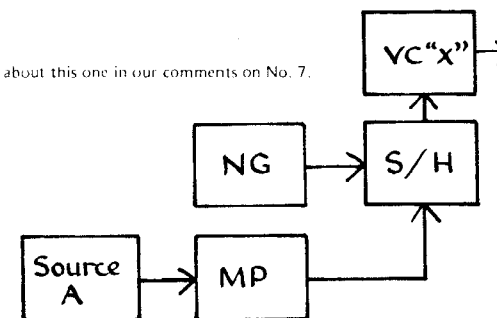 VC"X"
about this one in our comments on No. 7.
NG
S/H
Source
A
MP